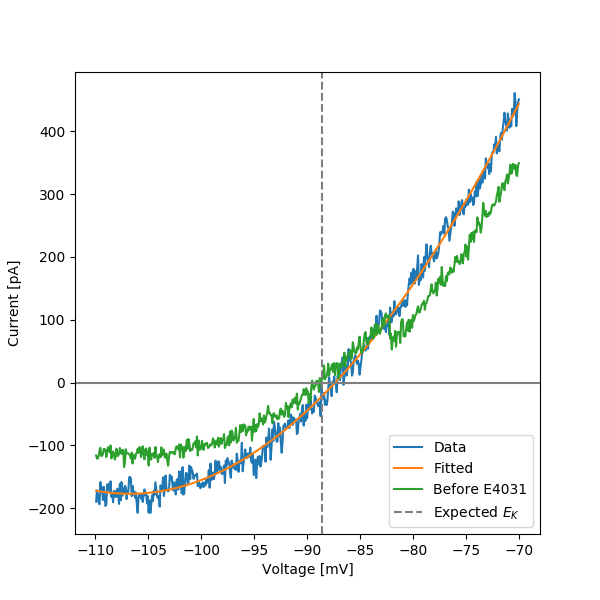 400
300
200
100
0
−100
−200
Current [pA]
Data
Fitted
Before E4031
Expected E_K
−110
−105
−100
−95
−90
−85
−80
−75
−70
Voltage [mV]